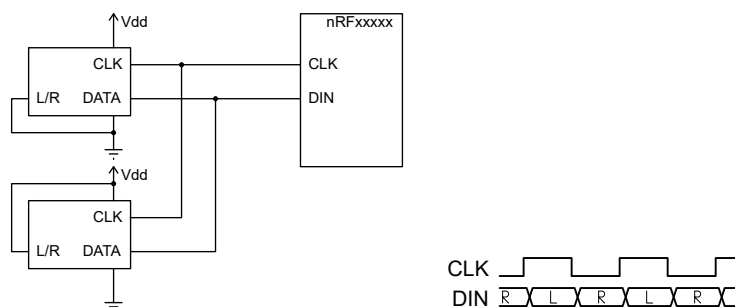 Vdd
nRFxxxxx
CLK
CLK
L/R
DATA
DIN
Vdd
CLK
L/R
DATA
CLK
DIN
R
L
R
L
R